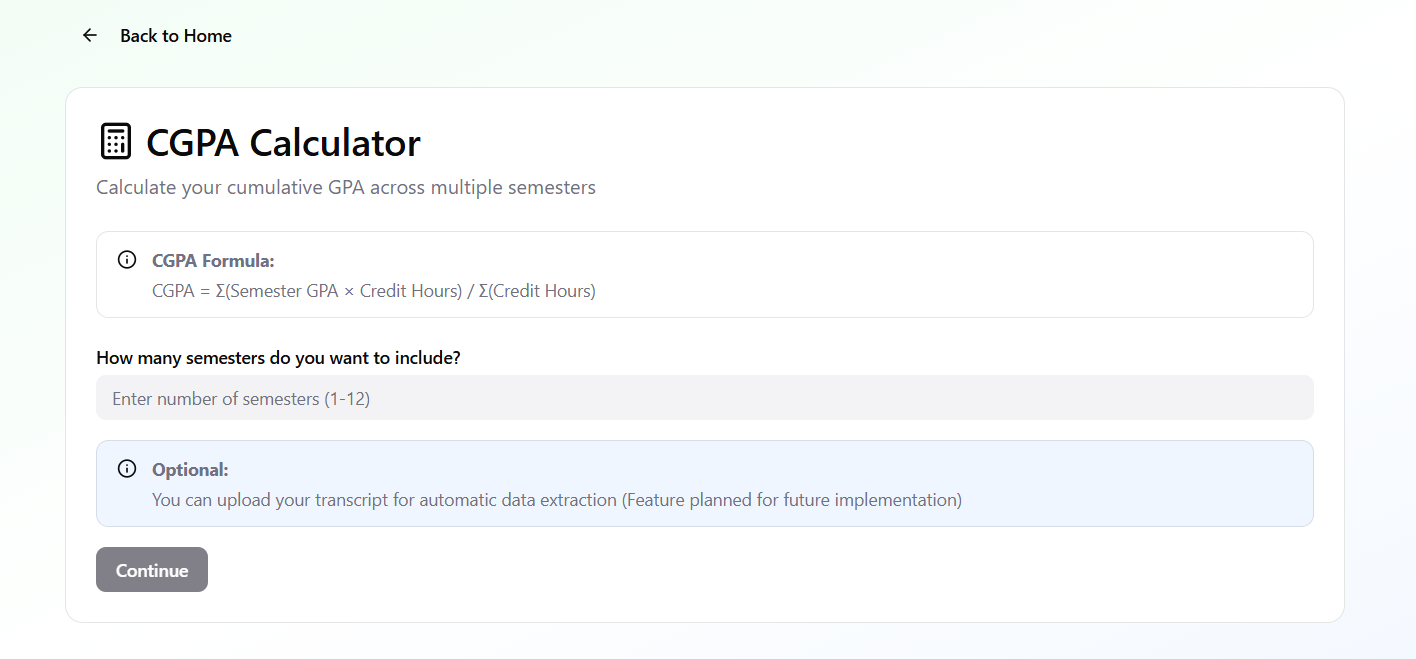 Back to Home
CGPA Calculator
Calculate your cumulative GPA across multiple semesters
CGPA Formula:
CGPA = Σ(Semester GPA × Credit Hours) / Σ(Credit Hours)
How many semesters do you want to include?
Enter number of semesters (1-12)
Optional:
You can upload your transcript for automatic data extraction (Feature planned for future implementation)
Continue